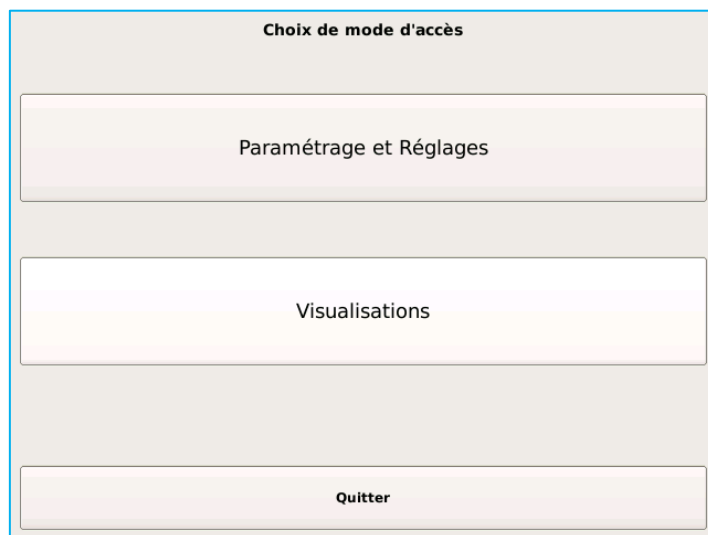 Choix de mode d'accès
Paramétrage et Réglages
Visualisations
Quitter